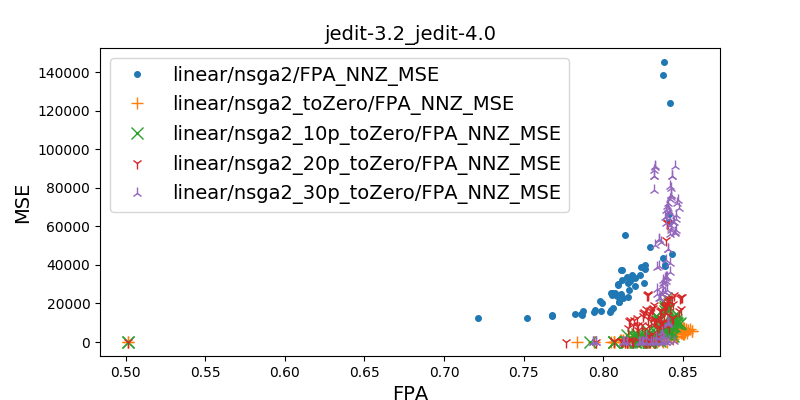 jedit-3.2_jedit-4.0
linear/nsga2/FPA_NNZ_MSE
linear/nsga2_toZero/FPA_NNZ_MSE
linear/nsga2_10p_toZero/FPA_NNZ_MSE
linear/nsga2_20p_toZero/FPA_NNZ_MSE
linear/nsga2_30p_toZero/FPA_NNZ_MSE
MSE
140000
120000
100000
80000
60000
40000
20000
0
0.50 0.55 0.60 0.65 0.70 0.75 0.80 0.85
FPA